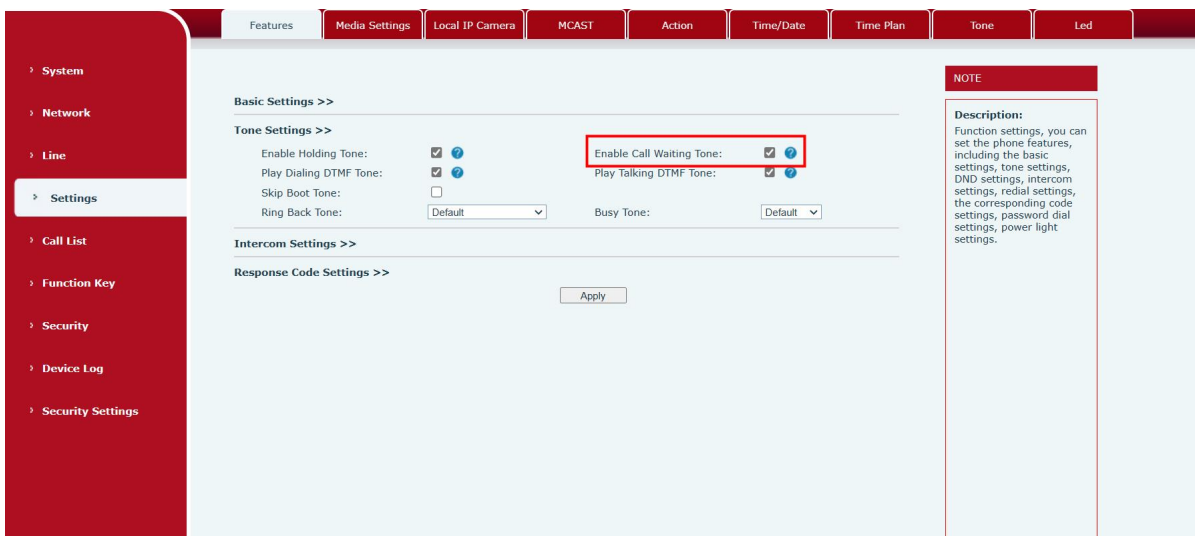 Features Media Settings Local IP Camera MCAST Action Time/Date Time Plan Tone Led
System
Network
Line
Settings
Call List
Function Key
Security
Device Log
Security Settings
Basic Settings >>
Tone Settings >>
Enable Holding Tone: ? Enable Call Waiting Tone: ?
Play Dialing DTMF Tone: ? Play Talking DTMF Tone: ?
Skip Boot Tone:
Ring Back Tone: Default Busy Tone: Default
Intercom Settings >>
Response Code Settings >>
Apply
NOTE
Description:
Function settings, you can
set the phone features,
including the basic
settings, tone settings,
DND settings, intercom
settings, redial settings,
the corresponding code
settings, password dial
settings, power light
settings.